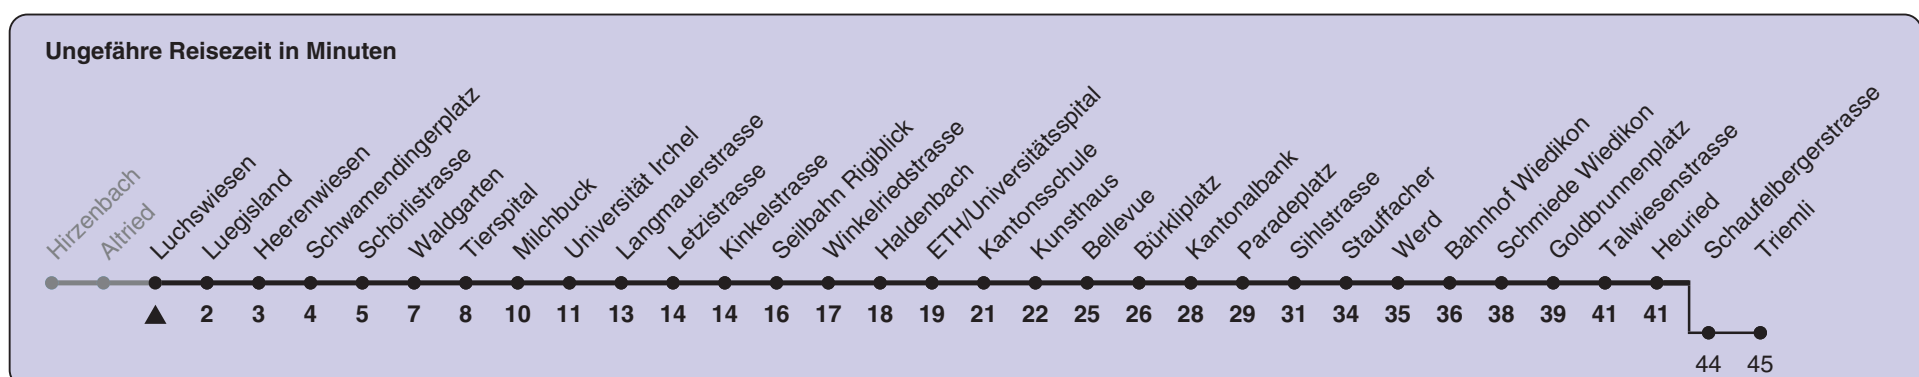 Ungefähre Reisezeit in Minuten
Hirzenbach
Altried
Luchswiesen
Luegisland
Heerenwiesen
Schwamendingerplatz
Schörlistrasse
Waldgarten
Tierspital
Milchbuck
Universität Irchel
Langmauerstrasse
Letzistrasse
Kinkelstrasse
Seilbahn Rigiblick
Winkelriedstrasse
Haldenbach
ETH/Universitätsspital
Kantonsschule
Kunsthaus
Bellevue
Bürkliplatz
Kantonalbank
Paradeplatz
Sihlstrasse
Stauffacher
Werd
Bahnhof Wiedikon
Schmiede Wiedikon
Goldbrunnenplatz
Talwiesenstrasse
Heuried
Schaufelbergerstrasse
Triemli
2 3 4 5 7 8 10 11 13 14 14 16 17 18 19 21 22 25 26 28 29 31 34 35 36 38 39 41 41
44 45